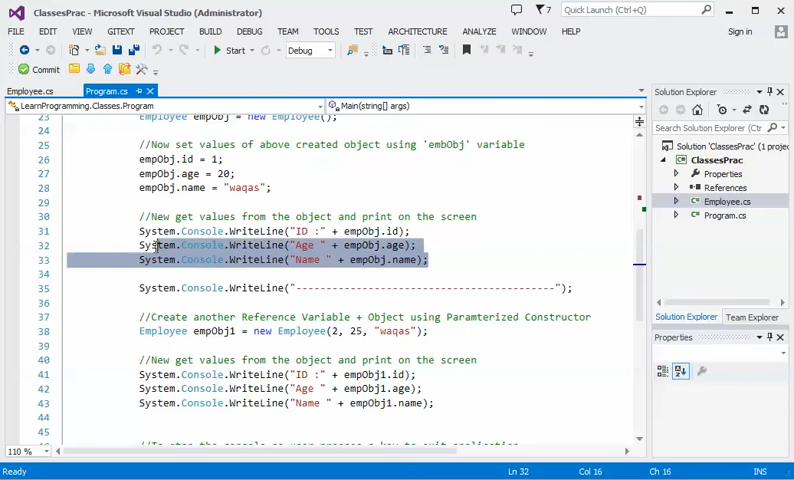 ClassesPrac - Microsoft Visual Studio (Administrator)
7
Quick Launch (Ctrl+Q)
FILE EDIT VIEW GITEXT PROJECT BUILD DEBUG TEAM TOOLS TEST ARCHITECTURE ANALYZE WINDOW HELP
Sign in
Start
Debug
Commit
Employee.cs
Program.cs
LearnProgramming.Classes.Program
Main(string[] args)
23 Employee empObj = new Employee();
24
25 //Now set values of above created object using 'embObj' variable
26 empObj.id = 1;
27 empObj.age = 20;
28 empObj.name = "waqas";
29
30 //New get values from the object and print on the screen
31 System.Console.WriteLine("ID :" + empObj.id);
32 System.Console.WriteLine("Age " + empObj.age);
33 System.Console.WriteLine("Name " + empObj.name);
34
35 System.Console.WriteLine("-----------------------------------------");
36
37 //Create another Reference Variable + Object using Paramterized Constructor
38 Employee empObj1 = new Employee(2, 25, "waqas");
39
40 //New get values from the object and print on the screen
41 System.Console.WriteLine("ID :" + empObj1.id);
42 System.Console.WriteLine("Age " + empObj1.age);
43 System.Console.WriteLine("Name " + empObj1.name);
44
45
110 %
Solution Explorer
Search Solution Explorer (Ctrl+;)
Solution 'ClassesPrac' (1 project)
ClassesPrac
Properties
References
Employee.cs
Program.cs
Solution Explorer Team Explorer
Properties
Ready
Ln 32
Col 16
Ch 16
INS